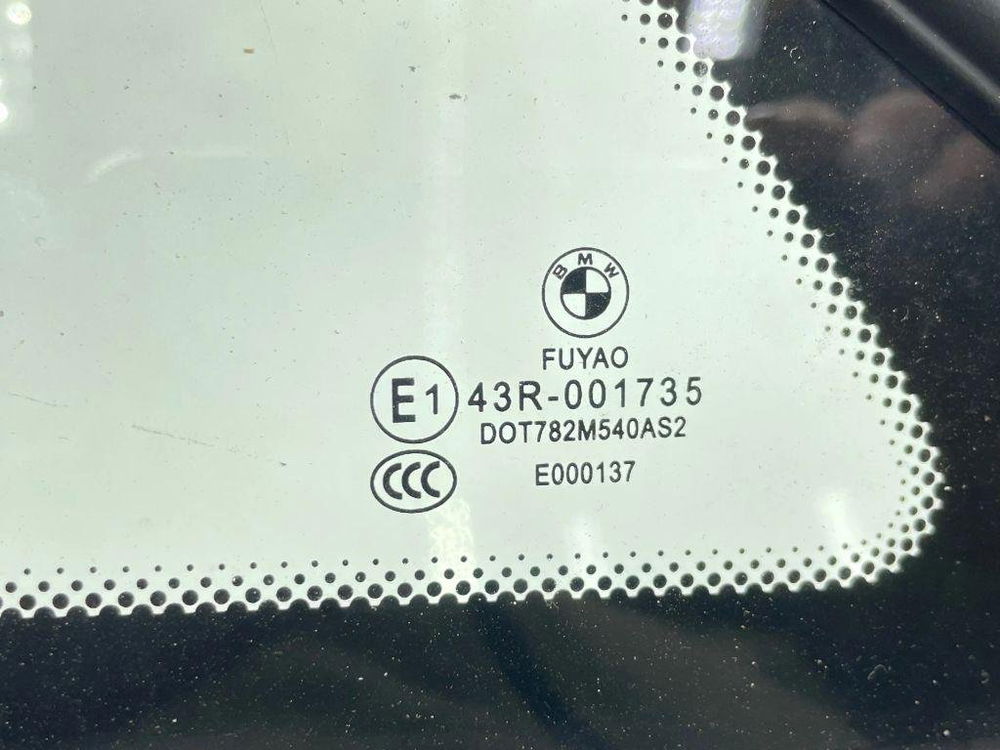 BMW
FUYAO
E1 43R-001735
DOT782M540AS2
CCC E000137